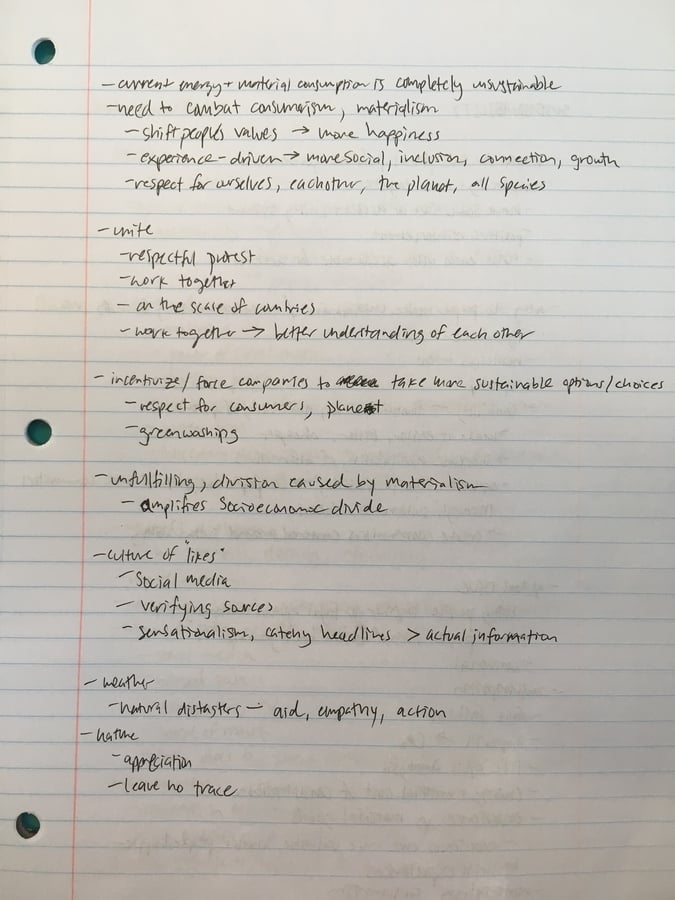 - current energy + material consumption is completely unsustainable
- need to combat consumerism, materialism
- shift people's values → more happiness
- experience-driven → more social, inclusion, connection, growth
- respect for ourselves, each other, the planet, all species
- unite
- respectful protest
- work together
- on the scale of countries
- work together → better understanding of each other
- incentivize/force companies to take more sustainable options/choices
- respect for consumers, planet
- greenwashing
- unfulfilling, division caused by materialism
- amplifies socioeconomic divide
- culture of "likes"
- social media
- verifying sources
- sensationalism, catchy headlines > actual information
- weather
- natural distasters - aid, empathy, action
- nature
- appreciation
- leave no trace